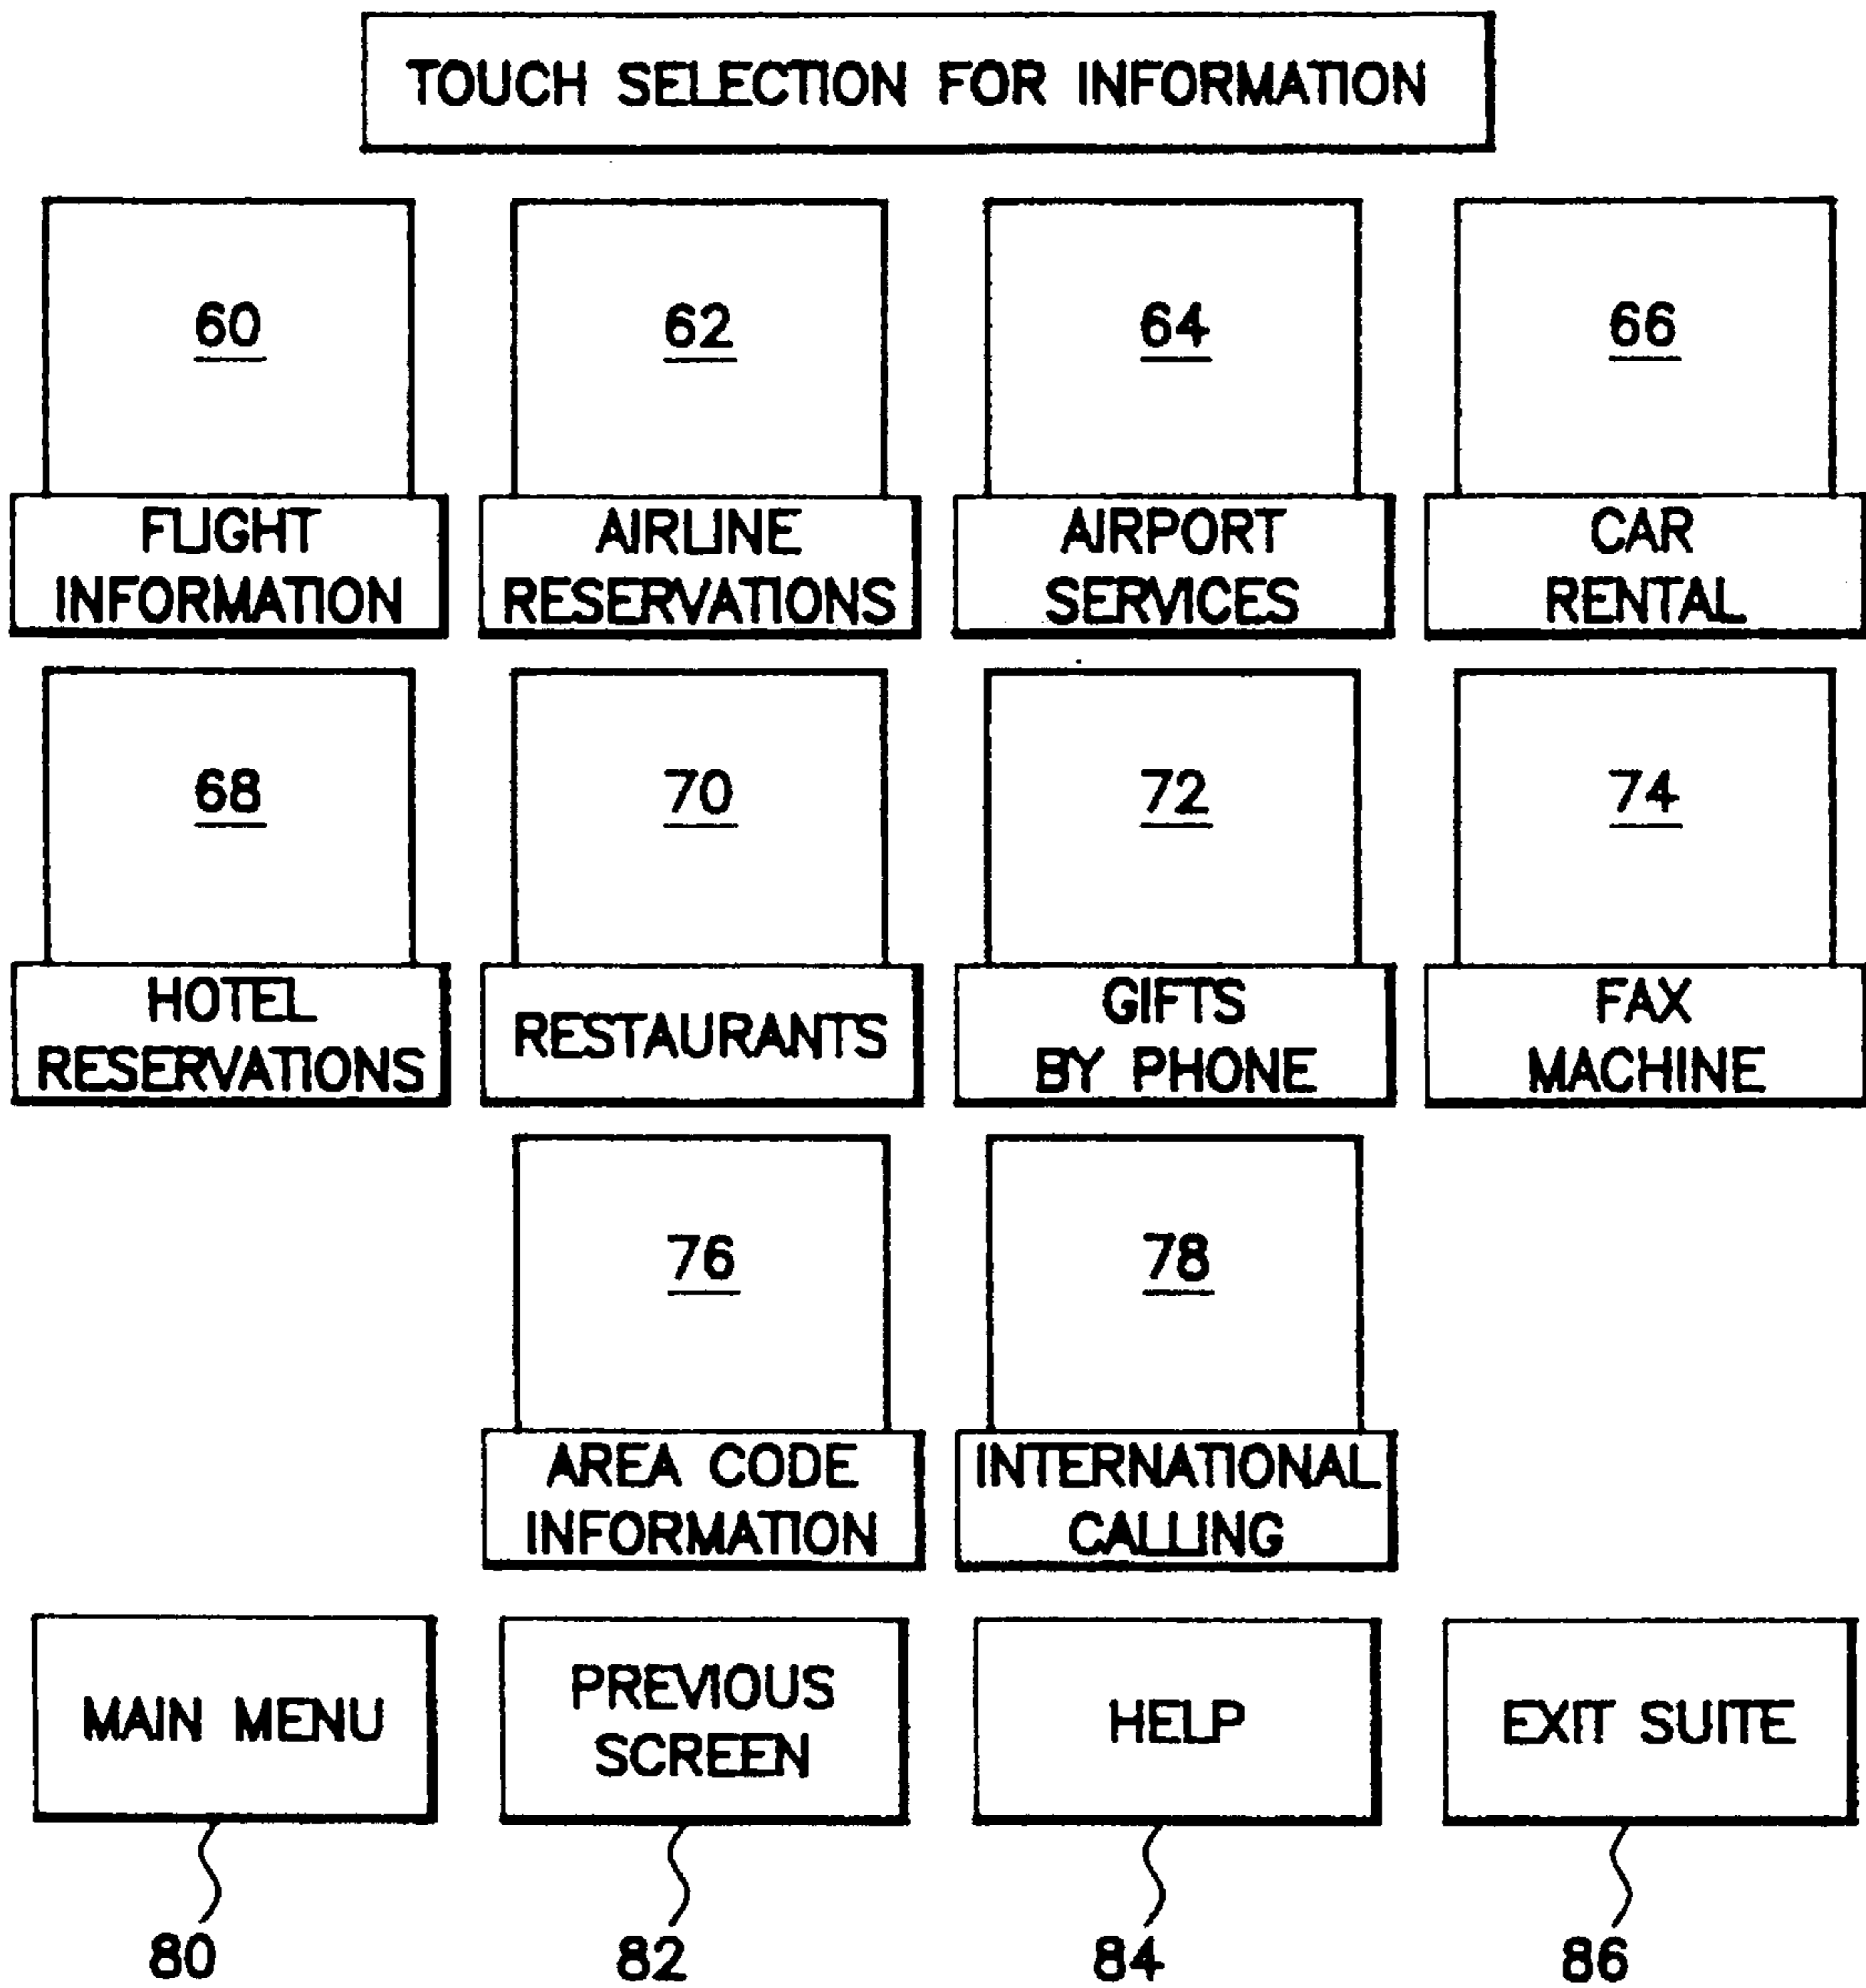 TOUCH SELECTION FOR INFORMATION
60 62 64 66
FLIGHT
INFORMATION
AIRLINE
RESERVATIONS
AIRPORT
SERVICES
CAR
RENTAL
68 70 72 74
HOTEL
RESERVATIONS
RESTAURANTS
GIFTS
BY PHONE
FAX
MACHINE
76 78
AREA CODE
INFORMATION
INTERNATIONAL
CALLING
MAIN MENU
PREVIOUS
SCREEN
HELP
EXIT SUITE
80 82 84 86